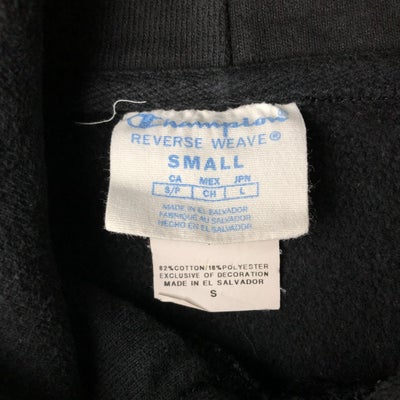 Champion
REVERSE WEAVE®
SMALL
CA MEX JPN
S/P CH L
MADE IN EL SALVADOR
FABRIQUE AU SALVADOR
HECHO EN EL SALVADOR
82%COTTON/18%POLYESTER
EXCLUSIVE OF DECORATION
MADE IN EL SALVADOR
S